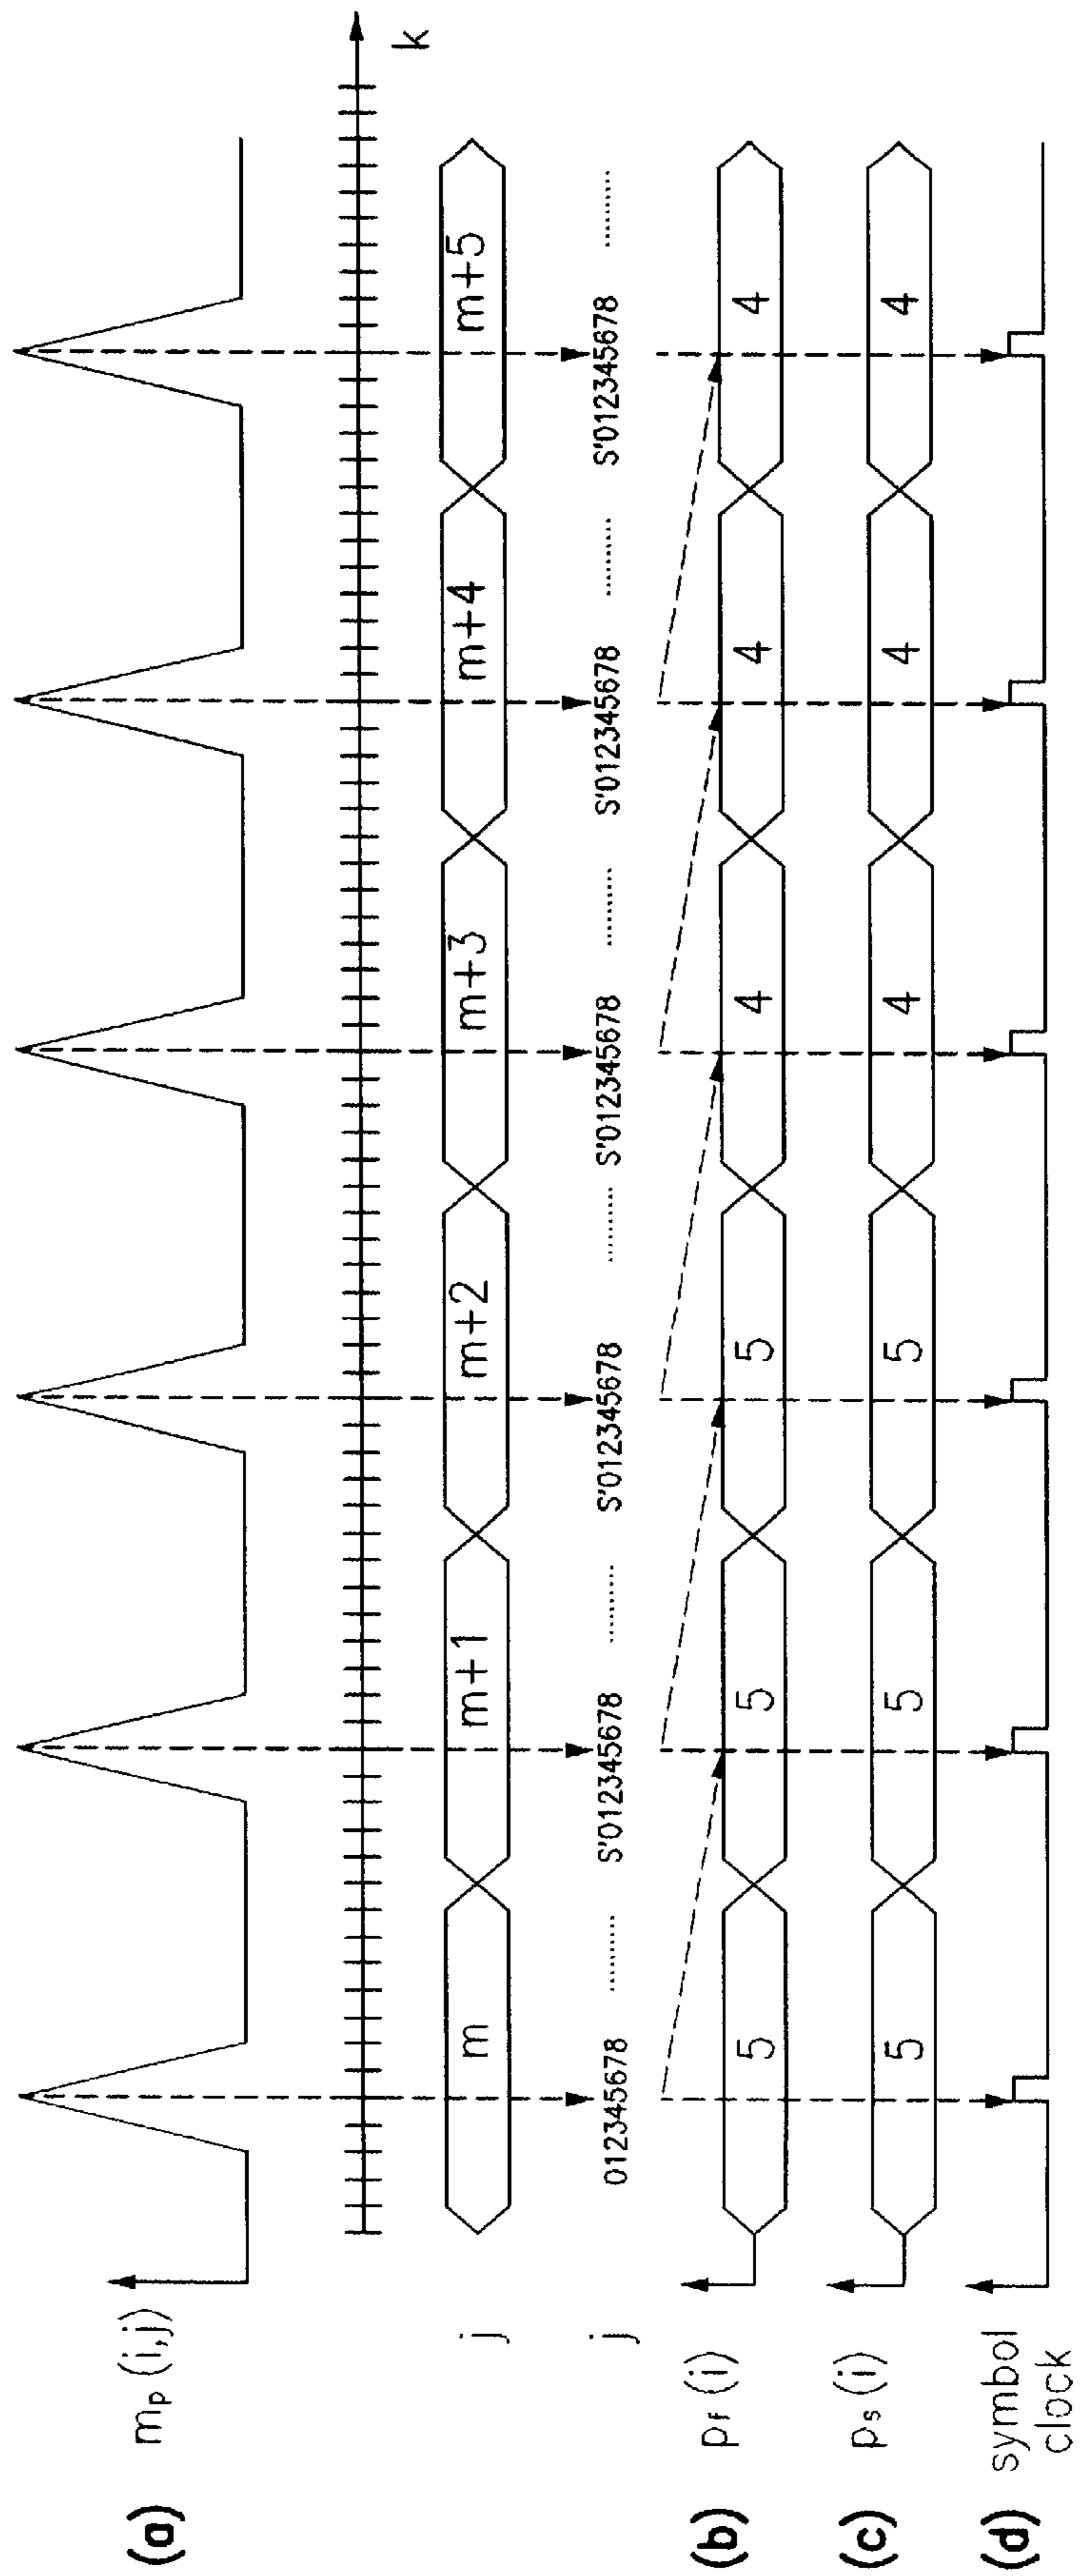 (a) mp (i,j)
k
j m m+1 m+2 m+3 m+4 m+5
j 012345678 ......... S'012345678 ......... S'012345678 ......... S'012345678 ......... S'012345678 ......... S'012345678 .........
(b) pf (i) 5 5 5 4 4 4
(c) ps (i) 5 5 5 4 4 4
(d) symbol
clock